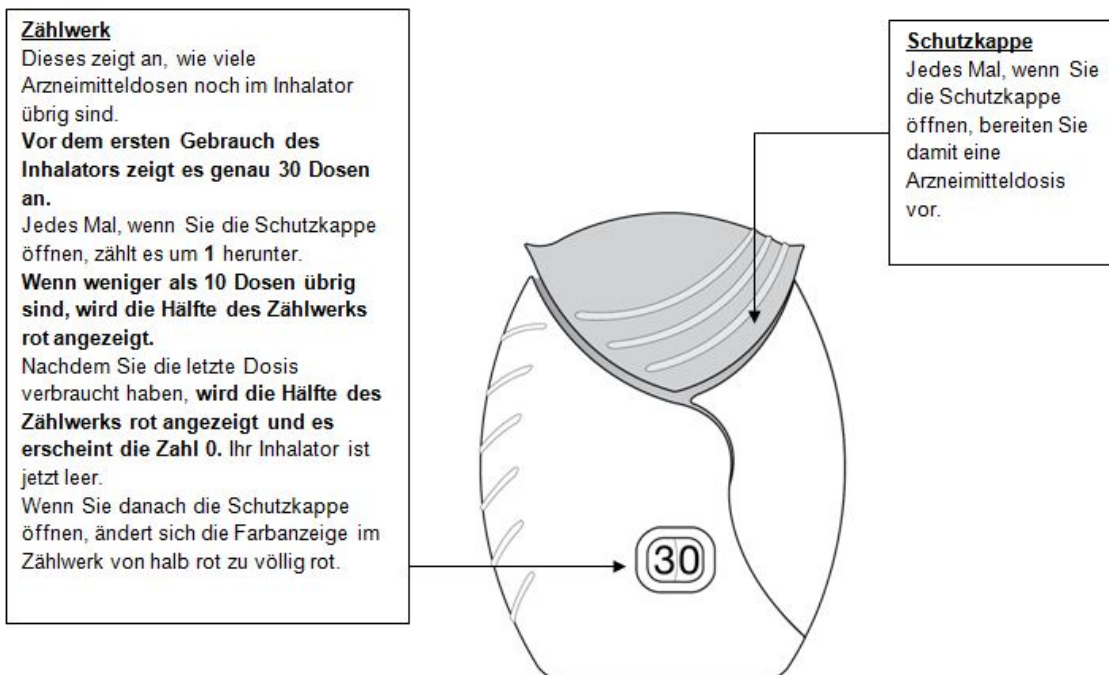 Zählwerk
Dieses zeigt an, wie viele
Arzneimitteldosen noch im Inhalator
übrig sind.
Vor dem ersten Gebrauch des
Inhalators zeigt es genau 30 Dosen
an.
Jedes Mal, wenn Sie die Schutzkappe
öffnen, zählt es um 1 herunter.
Wenn weniger als 10 Dosen übrig
sind, wird die Hälfte des Zählwerks
rot angezeigt.
Nachdem Sie die letzte Dosis
verbraucht haben, wird die Hälfte des
Zählwerks rot angezeigt und es
erscheint die Zahl 0. Ihr Inhalator ist
jetzt leer.
Wenn Sie danach die Schutzkappe
öffnen, ändert sich die Farbanzeige im
Zählwerk von halb rot zu völlig rot.
Schutzkappe
Jedes Mal, wenn Sie
die Schutzkappe
öffnen, bereiten Sie
damit eine
Arzneimitteldosis
vor.
30